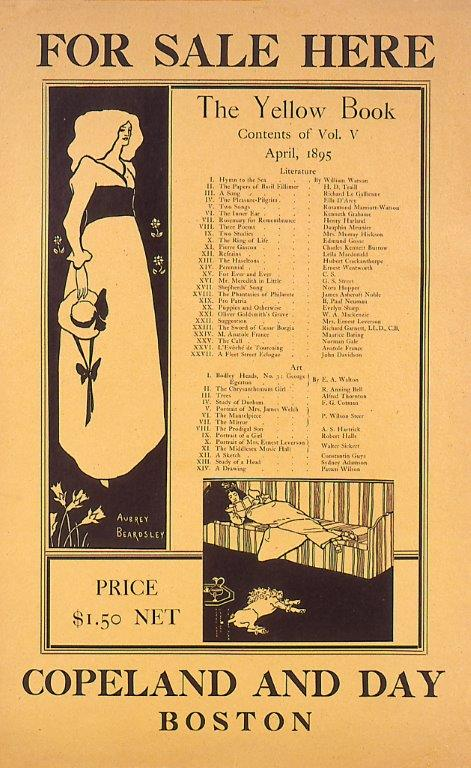 FOR SALE HERE
The Yellow Book
Contents of Vol. V
April, 1895
Literature
I. Hymn to the Sea . . By William Watson
II. The Papers of Basil Fillimer H. D. Traill
III. A Song . . Richard Le Gallienne
IV. The Pleasure-Pilgrim . Ella D'Arcy
V. Two Songs . . Rosamund Marriott-Watson
VI. The Inner Ear . . Kenneth Grahame
VII. Rosemary for Remembrance Henry Harland
VIII. Three Poems . . Dauphin Meunier
IX. Two Studies . . Mrs. Murray Hickson
X. The Ring of Life . . Edmund Gosse
XI. Pierre Gascon . . Charles Kennett Burrow
XII. Refrains . . Leila Macdonald
XIII. The Haseltons . . Hubert Crackanthorpe
XIV. Perennial . . Ernest Wentworth
XV. For Ever and Ever . . C. S.
XVI. Mr. Meredith in Little . G. S. Street
XVII. Shepherds' Song . . Nora Hopper
XVIII. The Phantasies of Philarete James Ashcroft Noble
XIX. Pro Patria . . B. Paul Neuman
XX. Puppies and Otherwise . Evelyn Sharp
XXI. Oliver Goldsmith's Grave . W. A. Mackenzie
XXII. Suggestion . . Mrs. Ernest Leverson
XXIII. The Sword of Cæsar Borgia Richard Garnett, LL.D., C.B.
XXIV. M. Anatole France . Maurice Baring
XXV. The Call . . Norman Gale
XXVI. L'Evêché de Tourcoing . Anatole France
XXVII. A Fleet Street Eclogue . John Davidson
Art
I. Bodley Heads, No. 3: George Egerton By E. A. Walton
II. The Chrysanthemum Girl R. Anning Bell
III. Trees Alfred Thornton
IV. Study of Durham F. G. Cotman
V. Portrait of Mrs. James Welch
VI. The Mantelpiece P. Wilson Steer
VII. The Mirror
VIII. The Prodigal Son A. S. Hartrick
IX. Portrait of a Girl Robert Halls
X. Portrait of Mrs. Ernest Leverson
XI. The Middlesex Music Hall Walter Sickert
XII. A Sketch Constantin Guys
XIII. Study of a Head Sydney Adamson
XIV. A Drawing Patten Wilson
AUBREY
BEARDSLEY
PRICE
$1.50 NET
COPELAND AND DAY
BOSTON